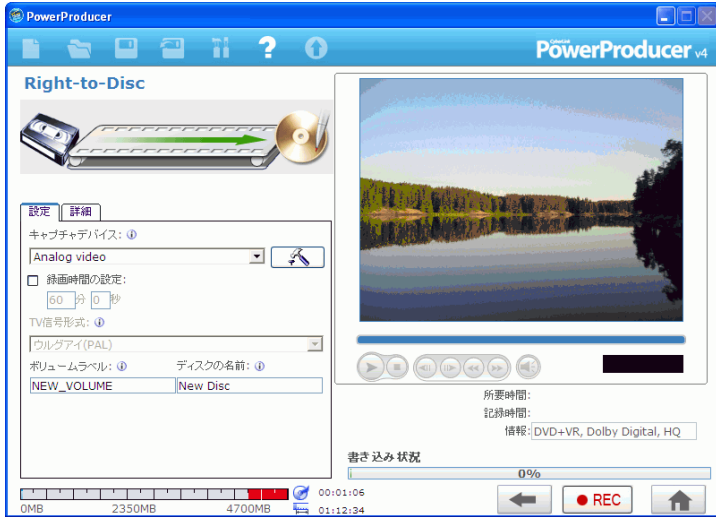 PowerProducer
CyberLink
PowerProducer v4
Right-to-Disc
設定 詳細
キャプチャデバイス:
Analog video
録画時間の設定:
60 分 0 秒
TV信号形式:
ウルグアイ(PAL)
ボリュームラベル: ディスクの名前:
NEW_VOLUME New Disc
所要時間:
記録時間:
情報: DVD+VR, Dolby Digital, HQ
書き込み状況
0%
00:01:06
0MB 2350MB 4700MB 01:12:34
REC